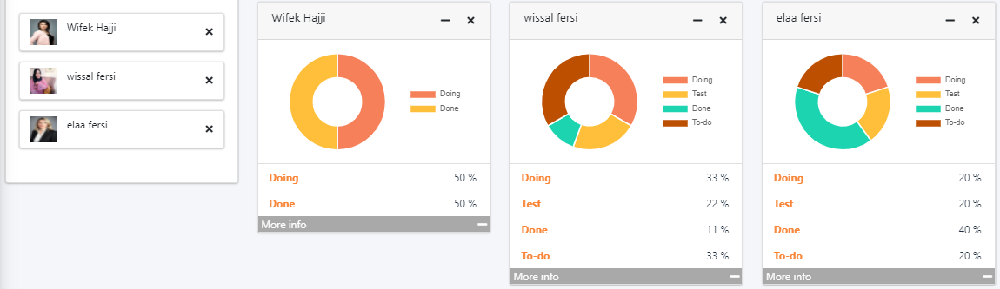 Wifek Hajji
wissal fersi
elaa fersi
Wifek Hajji
Doing
Done
Doing 50 %
Done 50 %
More info
wissal fersi
Doing
Test
Done
To-do
Doing 33 %
Test 22 %
Done 11 %
To-do 33 %
More info
elaa fersi
Doing
Test
Done
To-do
Doing 20 %
Test 20 %
Done 40 %
To-do 20 %
More info